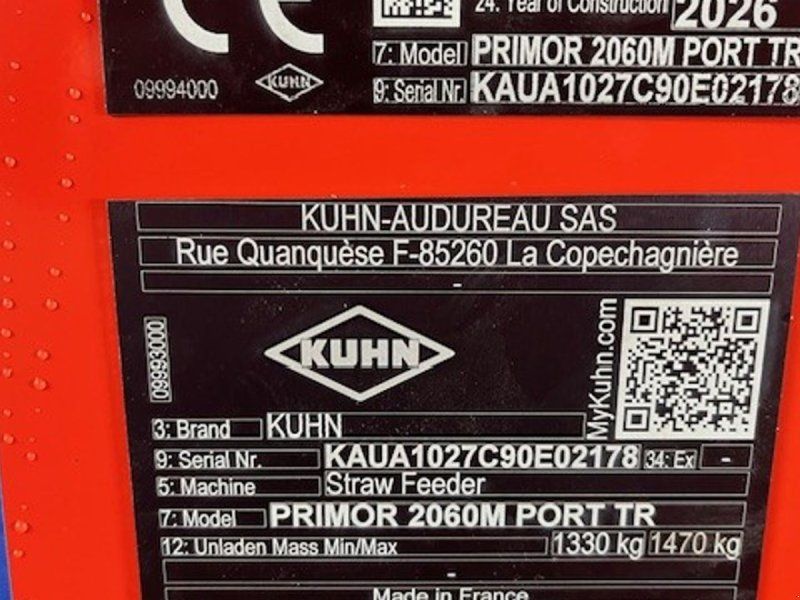 24: Year of Construction 2026
7: Model PRIMOR 2060M PORT TR
09994000 KUHN 9: Serial Nr. KAUA1027C90E02178
KUHN-AUDUREAU SAS
Rue Quanquèse F-85260 La Copechagnière
-
09993000
KUHN
MyKuhn.com
3: Brand KUHN
9: Serial Nr. KAUA1027C90E02178 34: Ex -
5: Machine Straw Feeder
7: Model PRIMOR 2060M PORT TR
12: Unladen Mass Min/Max 1330 kg 1470 kg
-
Made in France